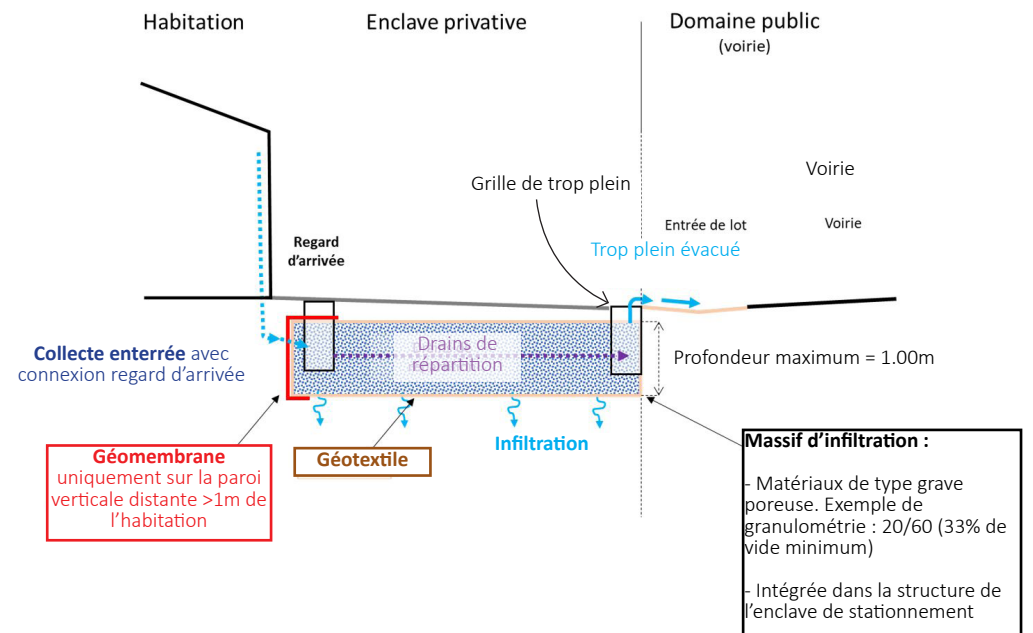 Habitation
Enclave privative
Domaine public
(voirie)
Voirie
Grille de trop plein
Entrée de lot
Voirie
Regard
d'arrivée
Trop plein évacué
Collecte enterrée avec
connexion regard d'arrivée
Drains de
répartition
Profondeur maximum = 1.00m
Géomembrane
uniquement sur la paroi
verticale distante >1m de
l'habitation
Géotextile
Infiltration
Massif d'infiltration :
- Matériaux de type grave
poreuse. Exemple de
granulométrie : 20/60 (33% de
vide minimum)
- Intégrée dans la structure de
l'enclave de stationnement